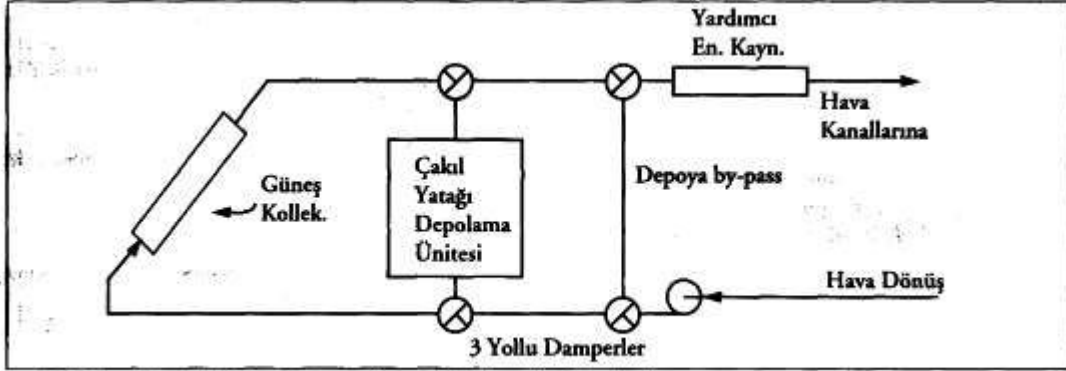 Yardımcı
En. Kayn.
Hava
Kanallarına
Güneş
Kollek.
Çakıl
Yatağı
Depolama
Ünitesi
Depoya by-pass
Hava Dönüş
3 Yollu Damperler